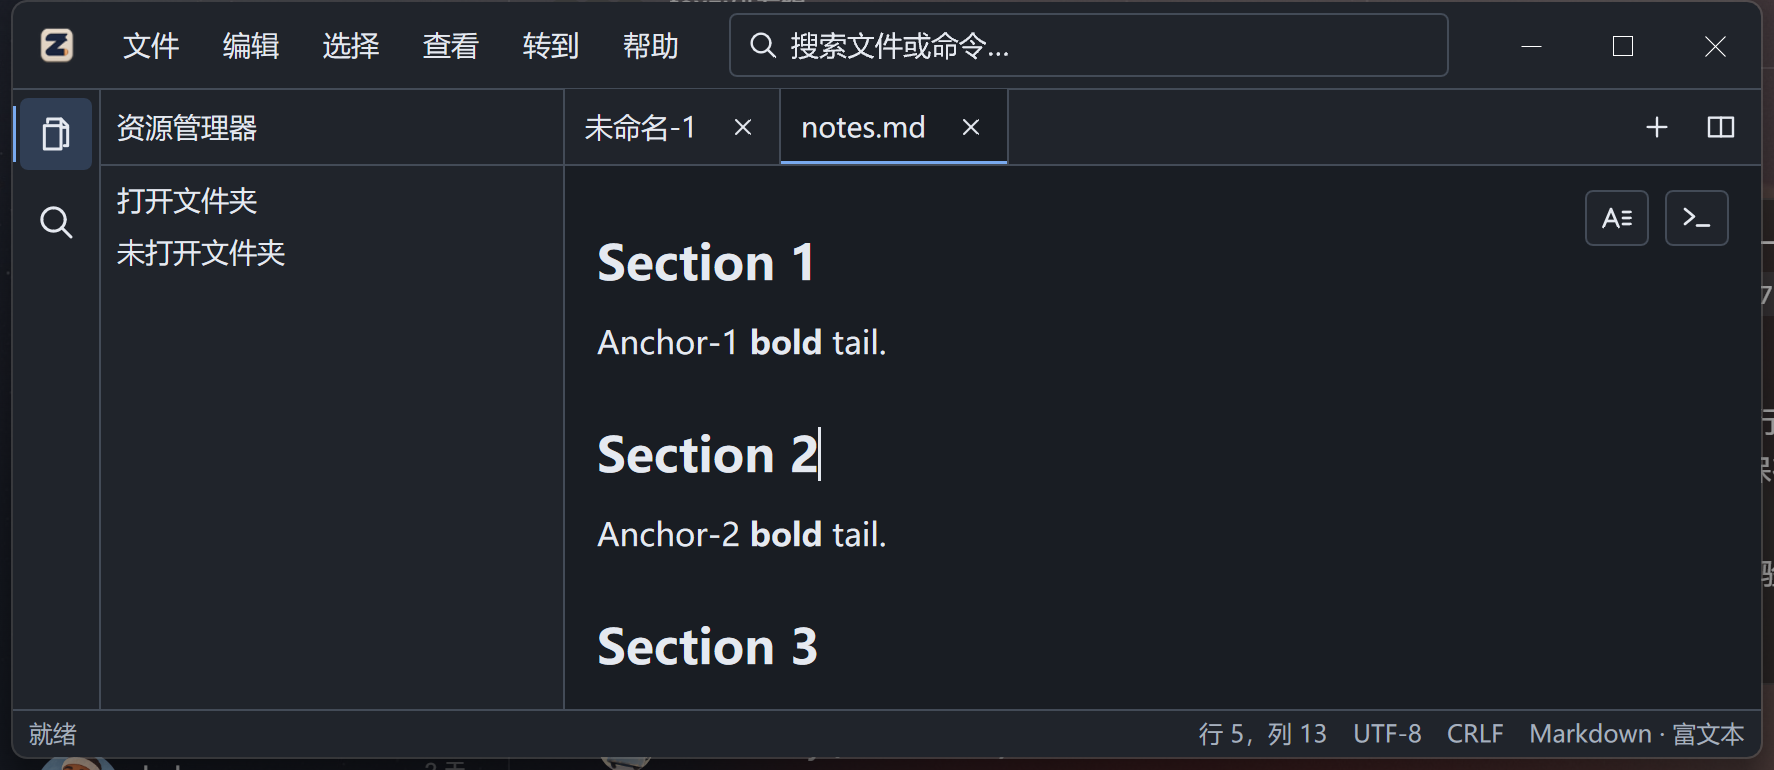 文件 编辑 选择 查看 转到 帮助 搜索文件或命令...
资源管理器 未命名-1 notes.md
打开文件夹
未打开文件夹
Section 1
Anchor-1 bold tail.
Section 2
Anchor-2 bold tail.
Section 3
就绪 行 5，列 13 UTF-8 CRLF Markdown · 富文本